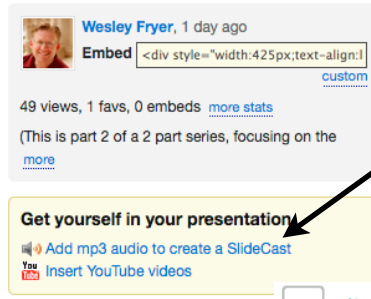 Wesley Fryer, 1 day ago
Embed <div style="width:425px;text-align:l
custom
49 views, 1 favs, 0 embeds more stats
(This is part 2 of a 2 part series, focusing on the
more
Get yourself in your presentation
Add mp3 audio to create a SlideCast
You Tube Insert YouTube videos